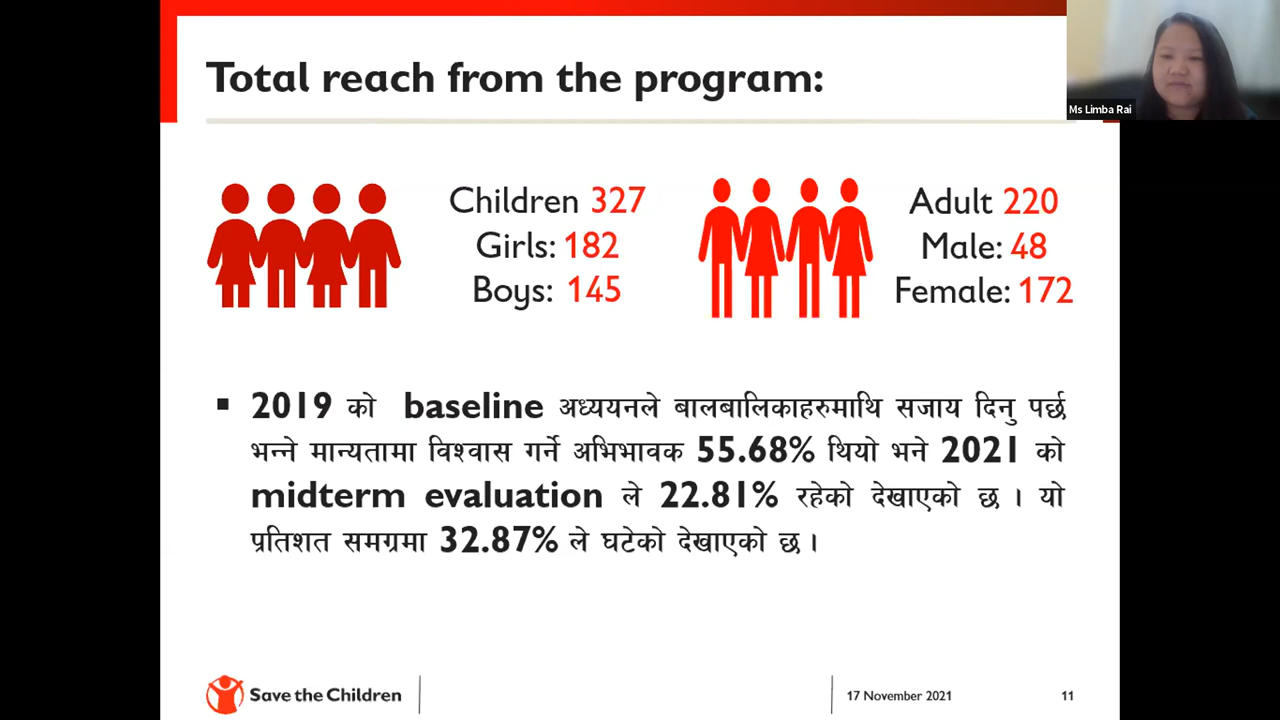 Total reach from the program:
Ms Limba Rai
Children 327
Girls: 182
Boys: 145
Adult 220
Male: 48
Female: 172
▪ 2019 को baseline अध्ययनले बालबालिकाहरुमाथि सजाय दिनु पर्छ
भन्ने मान्यतामा विश्वास गर्ने अभिभावक 55.68% थियो भने 2021 को
midterm evaluation ले 22.81% रहेको देखाएको छ । यो
प्रतिशत समग्रमा 32.87% ले घटेको देखाएको छ ।
Save the Children
17 November 2021
11